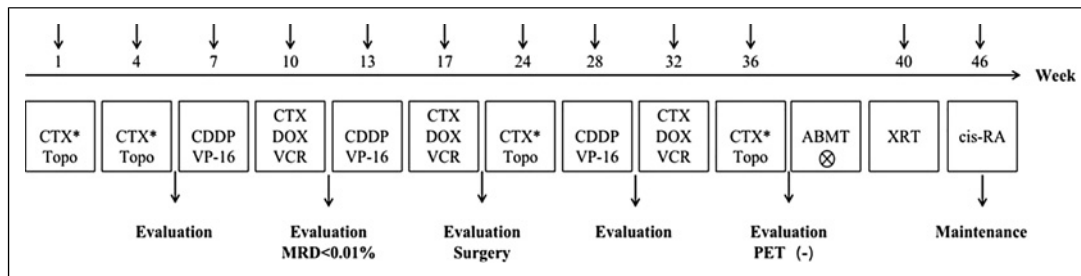 1 4 7 10 13 17 24 28 32 36 40 46 Week
CTX* Topo
CTX* Topo
CDDP VP-16
CTX DOX VCR
CDDP VP-16
CTX DOX VCR
CTX* Topo
CDDP VP-16
CTX DOX VCR
CTX* Topo
ABMT
XRT
cis-RA
Evaluation
Evaluation
MRD<0.01%
Evaluation
Surgery
Evaluation
Evaluation
PET (-)
Maintenance